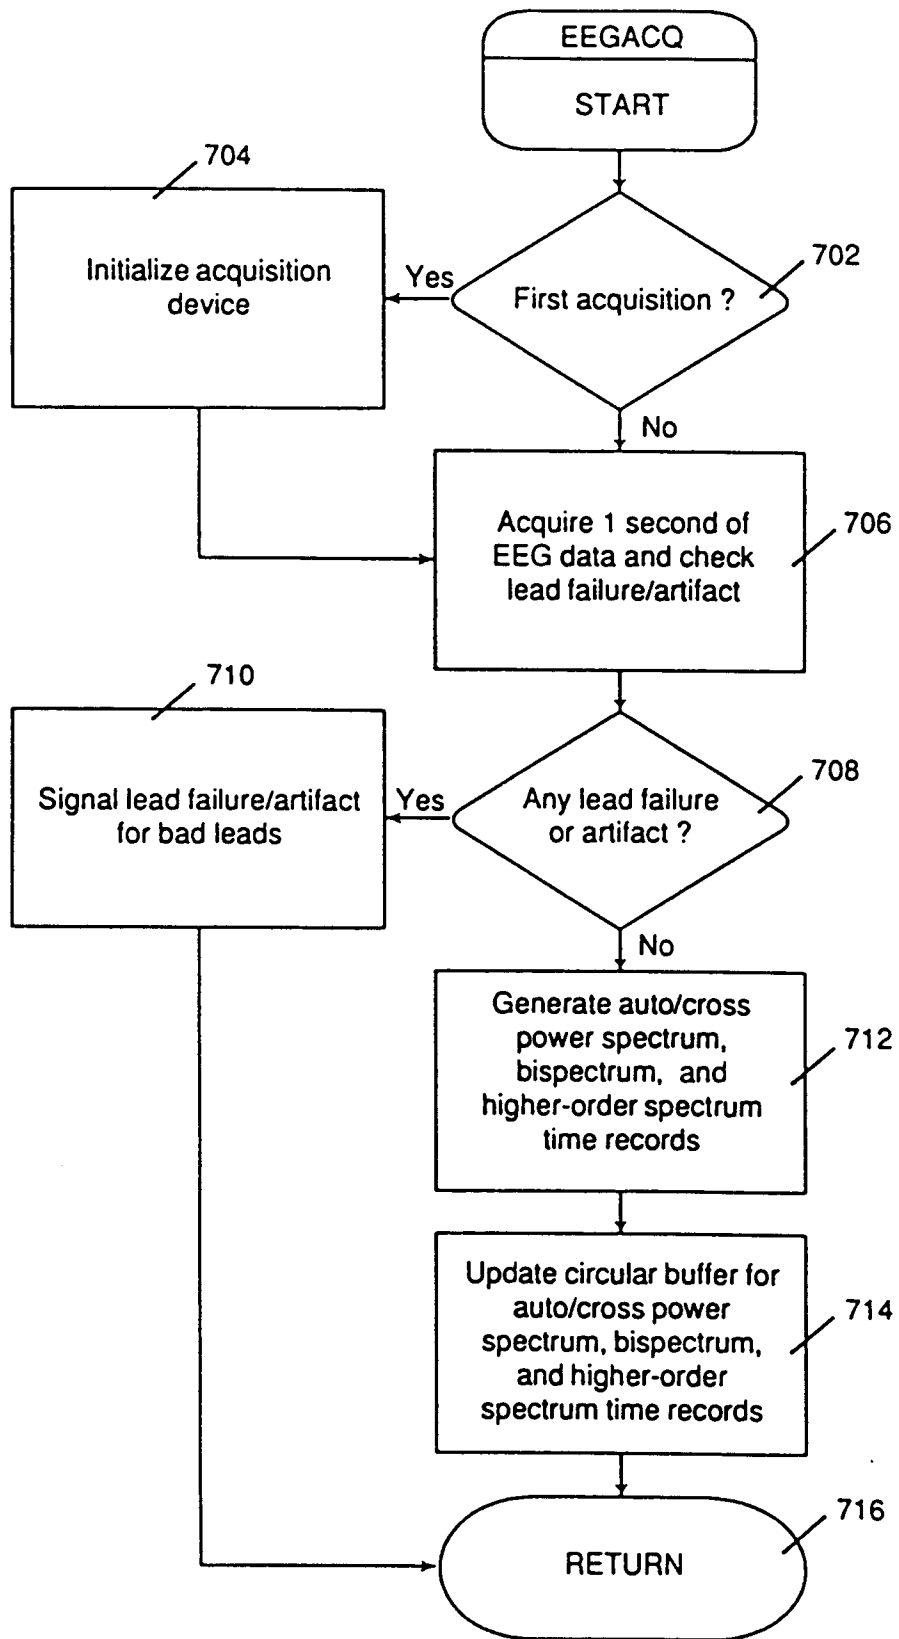 EEGACQ
START
704
Initialize acquisition
device
Yes
First acquisition ?
702
No
Acquire 1 second of
EEG data and check
lead failure/artifact
706
710
Signal lead failure/artifact
for bad leads
Yes
Any lead failure
or artifact ?
708
No
Generate auto/cross
power spectrum,
bispectrum, and
higher-order spectrum
time records
712
Update circular buffer for
auto/cross power
spectrum, bispectrum,
and higher-order
spectrum time records
714
RETURN
716